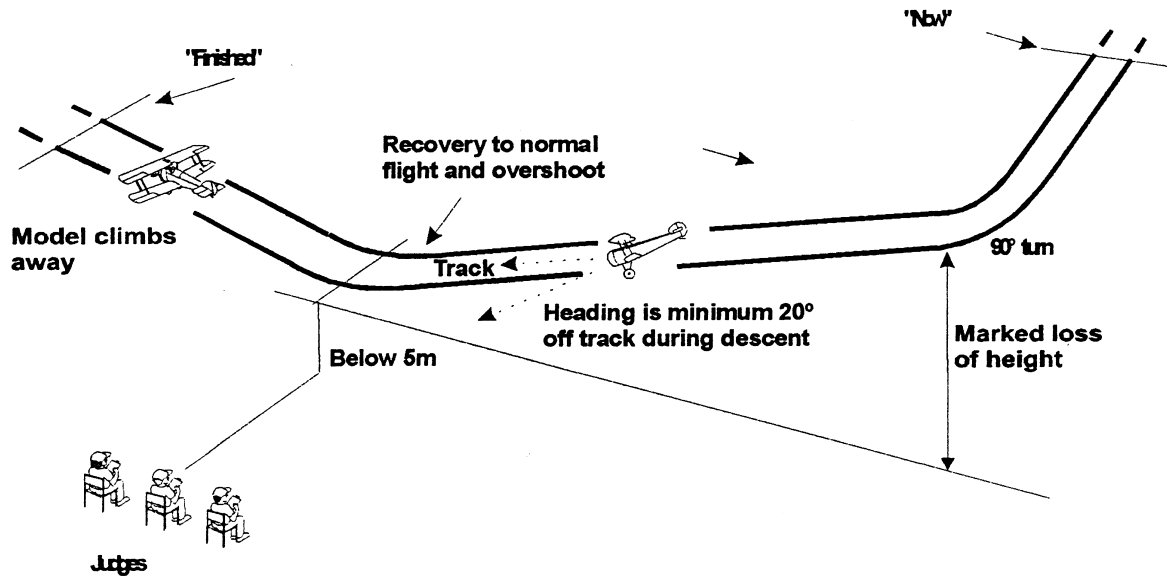 "Now"
"Finished"
Recovery to normal
flight and overshoot
Model climbs
away
Track
90° turn
Heading is minimum 20º
off track during descent
Marked loss
of height
Below 5m
Judges